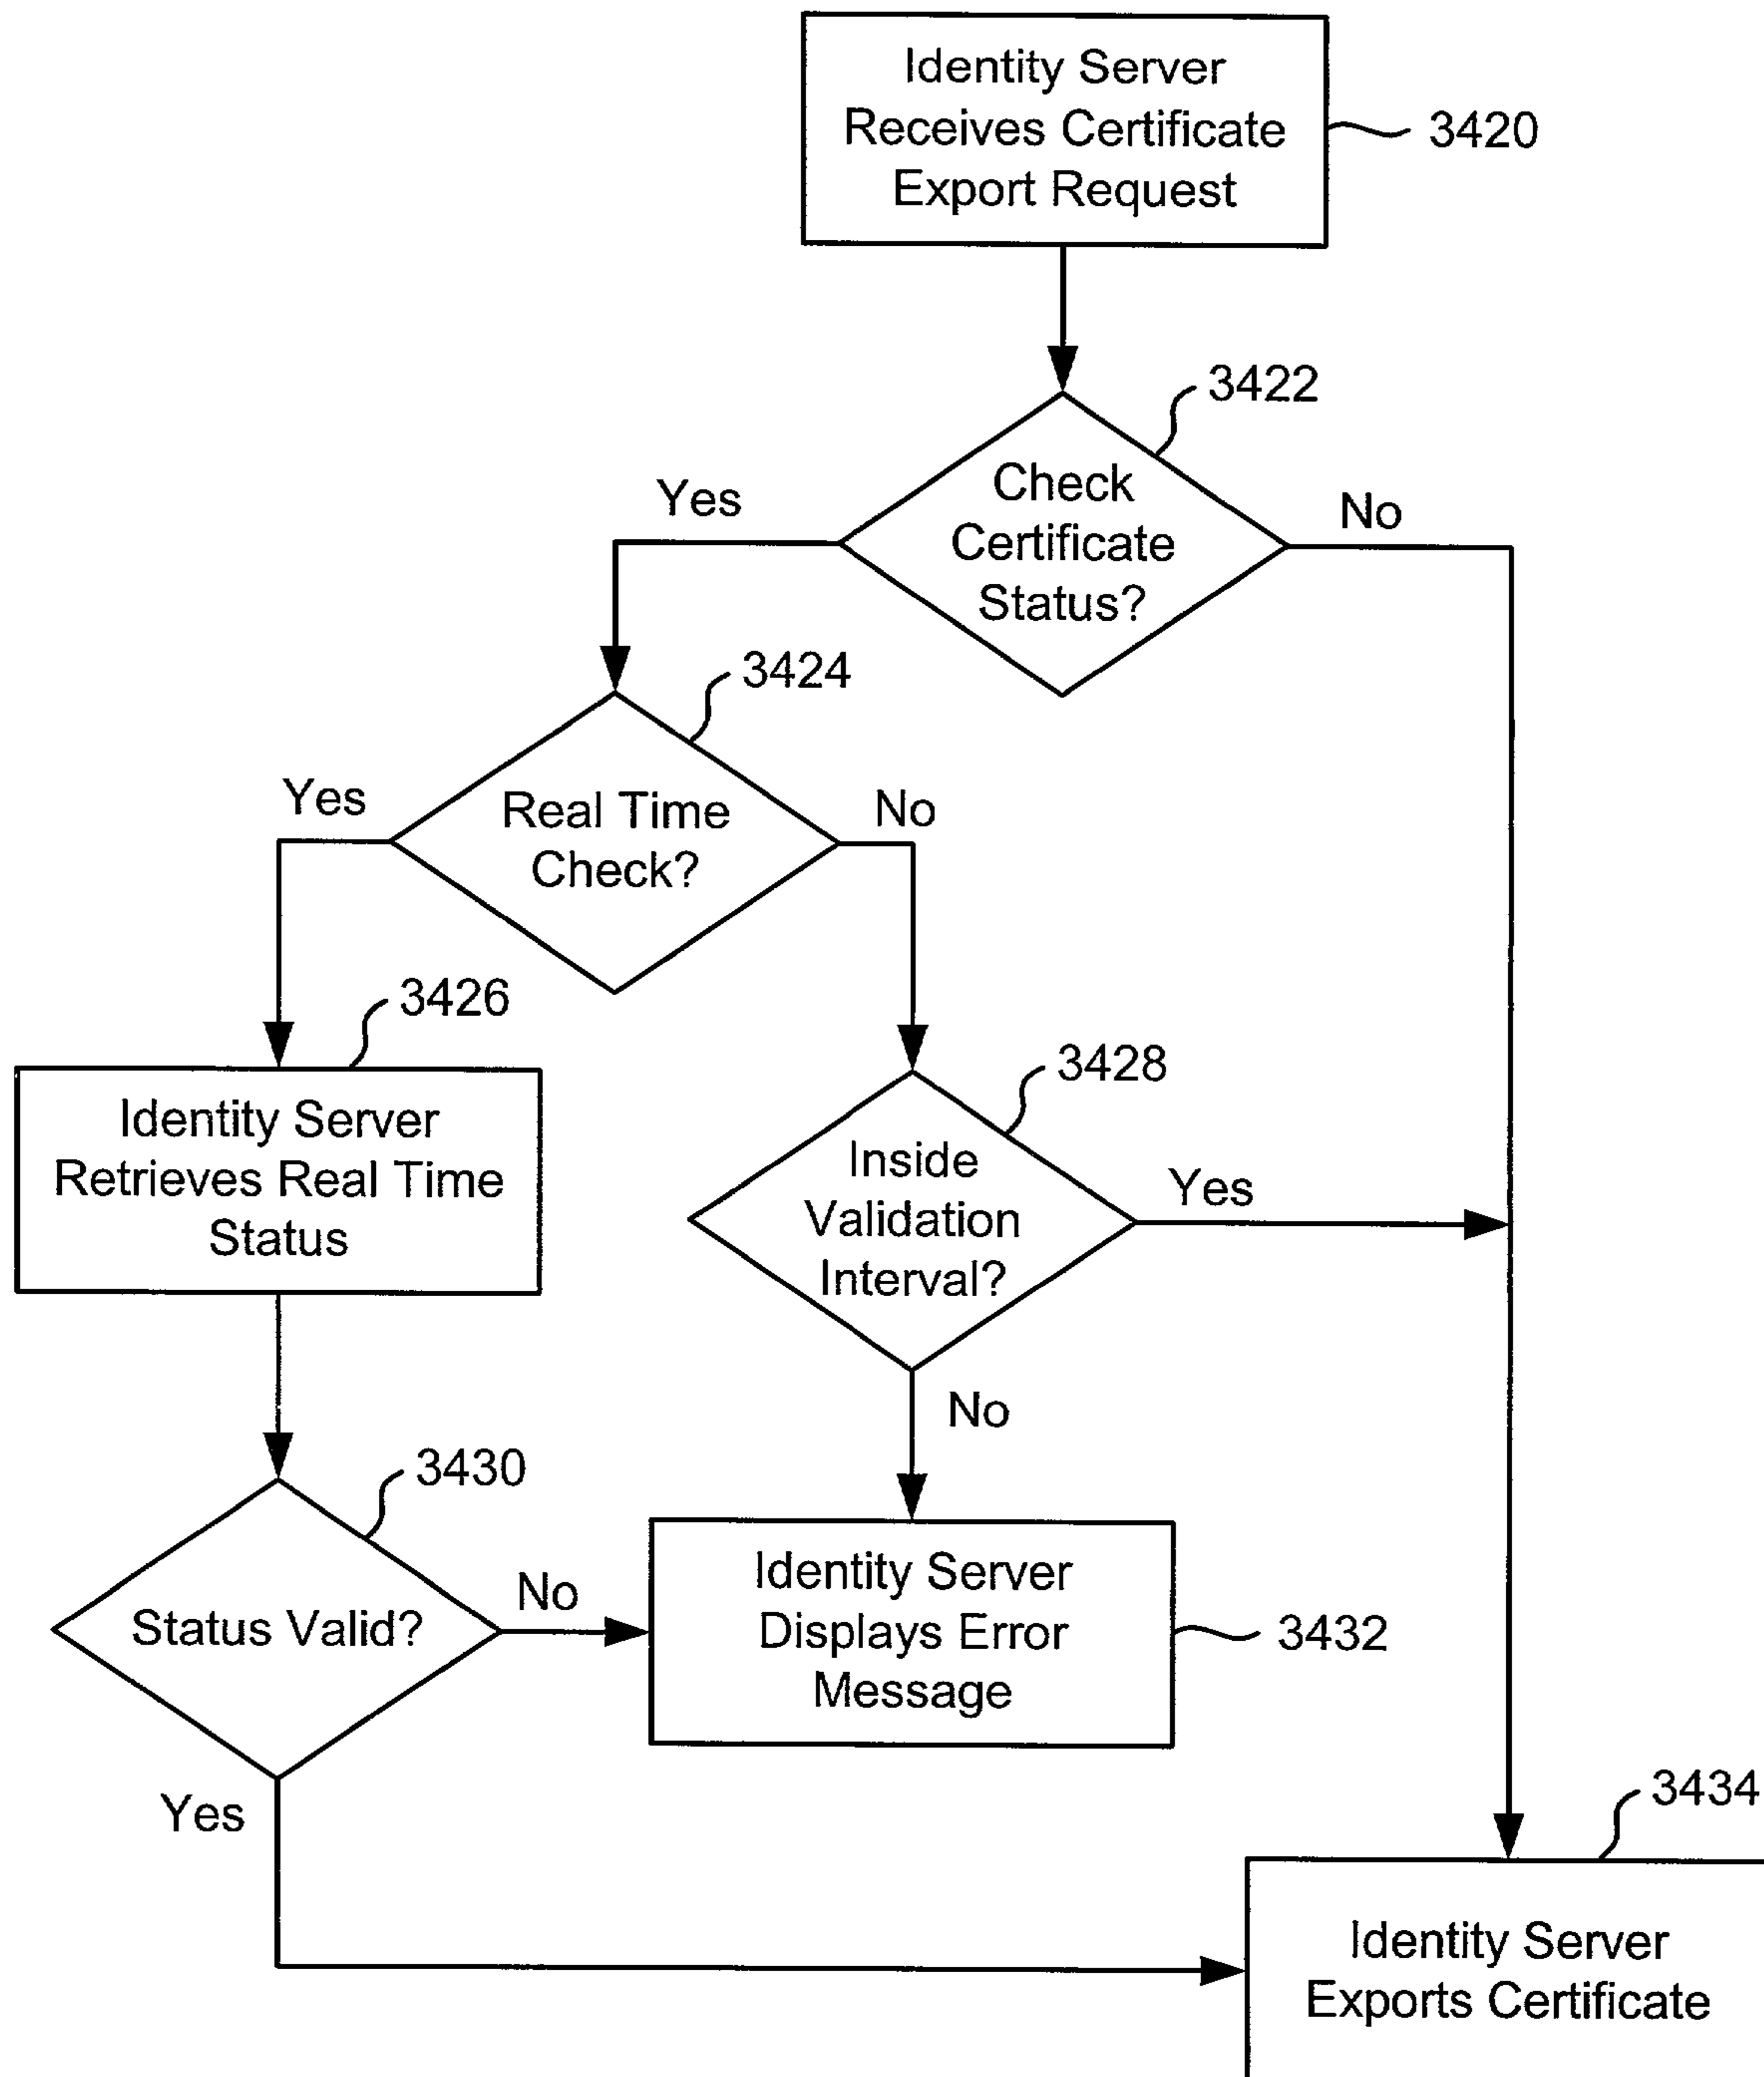 Identity Server
Receives Certificate
Export Request
3420
3422
Check
Certificate
Status?
Yes
No
3424
Real Time
Check?
Yes
No
3426
Identity Server
Retrieves Real Time
Status
3428
Inside
Validation
Interval?
Yes
No
3430
Status Valid?
No
Yes
Identity Server
Displays Error
Message
3432
3434
Identity Server
Exports Certificate